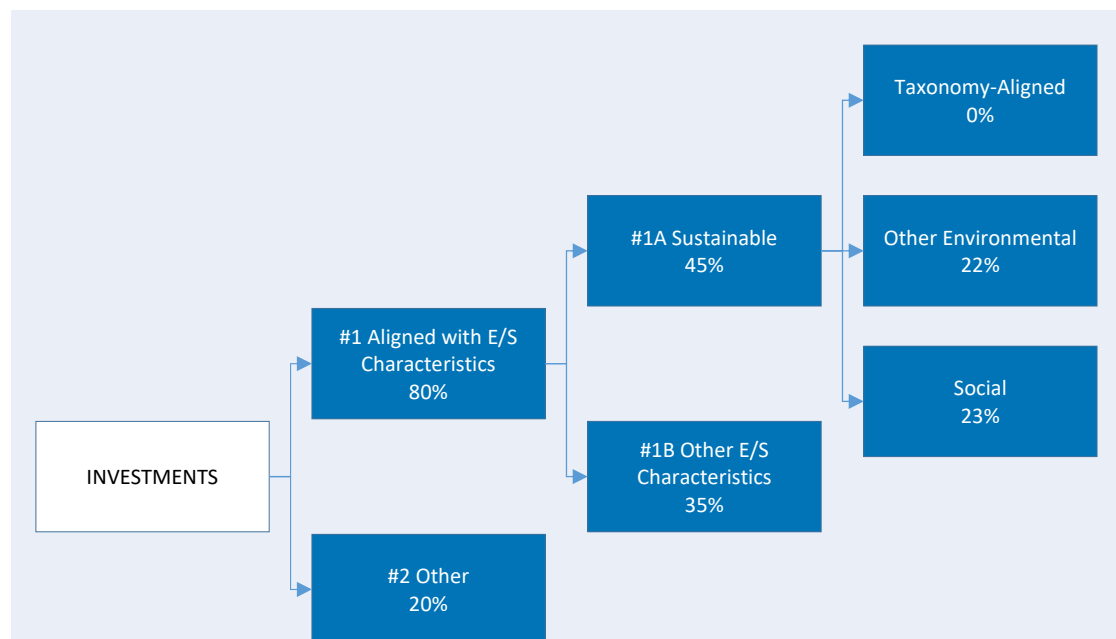 Taxonomy-Aligned
0%
#1A Sustainable
45%
Other Environmental
22%
#1 Aligned with E/S
Characteristics
80%
Social
23%
INVESTMENTS
#1B Other E/S
Characteristics
35%
#2 Other
20%